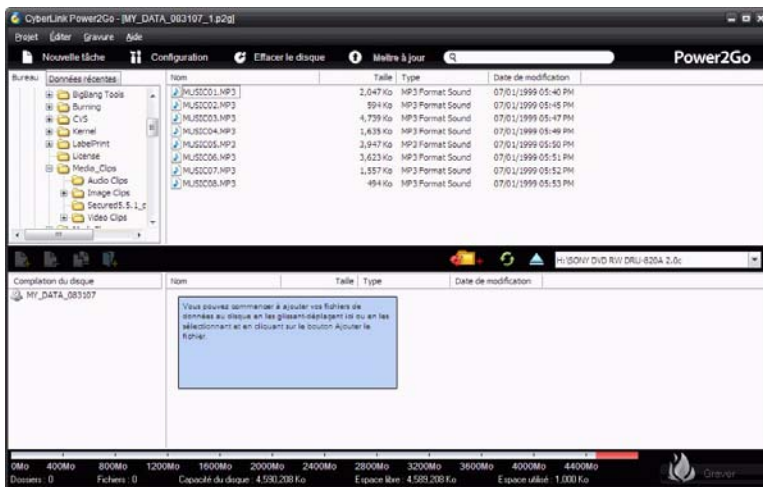 CyberLink Power2Go - [MY_DATA_083107_1.p2g]
Projet Éditer Gravure Aide
Nouvelle tâche Configuration Effacer le disque Mettre à jour Power2Go
Bureau Données récentes
BigBang Tools
Burning
CVS
Kernel
LabelPrint
License
Media_Clips
Audio Clips
Image Clips
Secured5.5.1_c
Video Clips
Nom Taille Type Date de modification
MUSIC01.MP3 2,047 Ko MP3 Format Sound 07/01/1999 05:40 PM
MUSIC02.MP3 594 Ko MP3 Format Sound 07/01/1999 05:45 PM
MUSIC03.MP3 4,739 Ko MP3 Format Sound 07/01/1999 05:47 PM
MUSIC04.MP3 1,635 Ko MP3 Format Sound 07/01/1999 05:49 PM
MUSIC05.MP3 2,947 Ko MP3 Format Sound 07/01/1999 05:50 PM
MUSIC06.MP3 3,623 Ko MP3 Format Sound 07/01/1999 05:51 PM
MUSIC07.MP3 1,557 Ko MP3 Format Sound 07/01/1999 05:52 PM
MUSIC08.MP3 494 Ko MP3 Format Sound 07/01/1999 05:53 PM
H:\SONY DVD RW DRU-820A 2.0c
Compilation du disque
MY_DATA_083107
Nom Taille Type Date de modification
Vous pouvez commencer à ajouter vos fichiers de
données au disque en les glissant-déplaçant ici ou en les
sélectionnant et en cliquant sur le bouton Ajouter le
fichier.
0Mo 400Mo 800Mo 1200Mo 1600Mo 2000Mo 2400Mo 2800Mo 3200Mo 3600Mo 4000Mo 4400Mo
Dossiers : 0 Fichiers : 0 Capacité du disque : 4,590,208 Ko Espace libre : 4,589,208 Ko Espace utilisé : 1,000 Ko
Graver